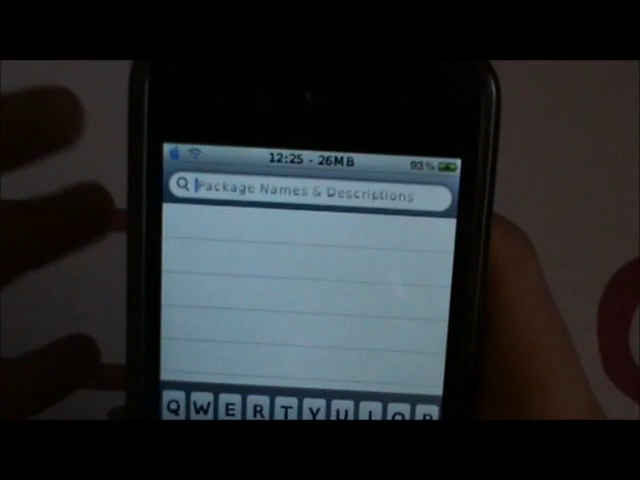 12:25 - 26MB
93%
Package Names & Descriptions
Q W E R T Y U I O P